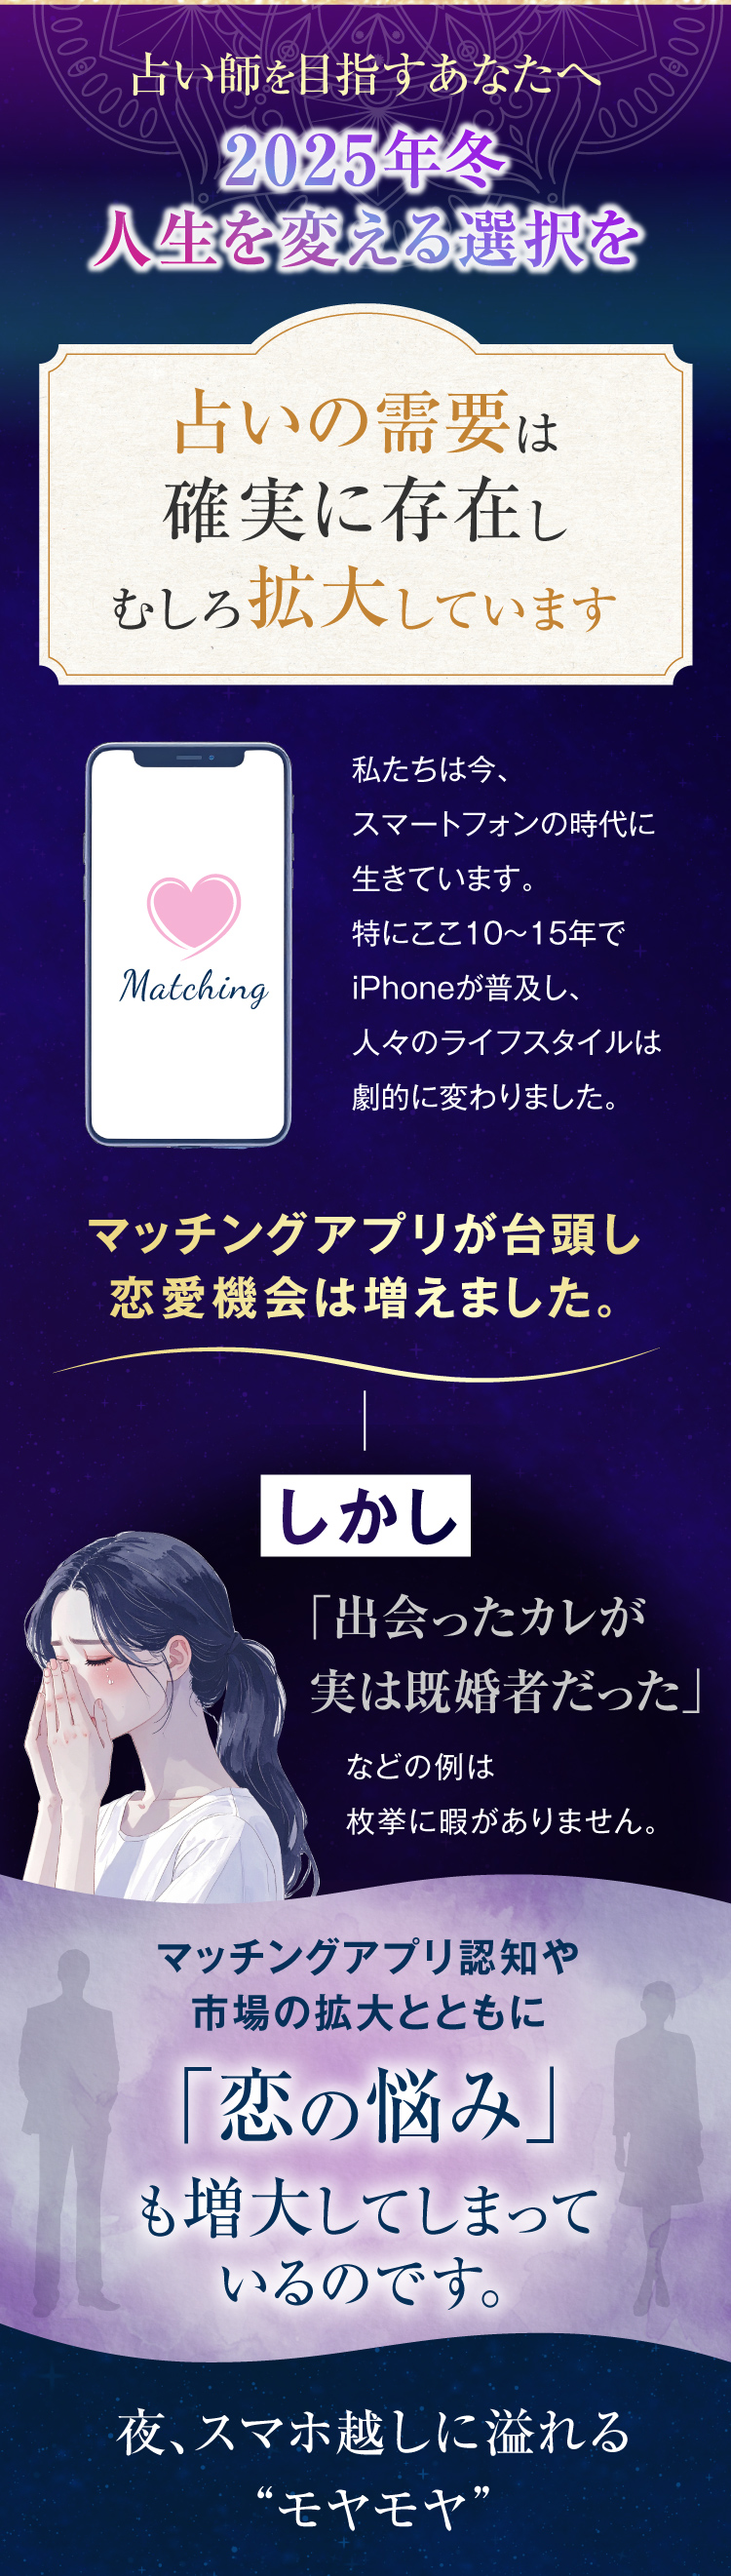 占い師を目指すあなたへ
2025年冬
人生を変える選択を
占いの需要は
確実に存在し
むしろ拡大しています
私たちは今、
スマートフォンの時代に
生きています。
特にここ10〜15年で
iPhoneが普及し、
人々のライフスタイルは
劇的に変わりました。
Matching
マッチングアプリが台頭し
恋愛機会は増えました。
しかし
「出会ったカレが
実は既婚者だった」
などの例は
枚挙に暇がありません。
マッチングアプリ認知や
市場の拡大とともに
「恋の悩み」
も増大してしまって
いるのです。
夜、スマホ越しに溢れる
“モヤモヤ”